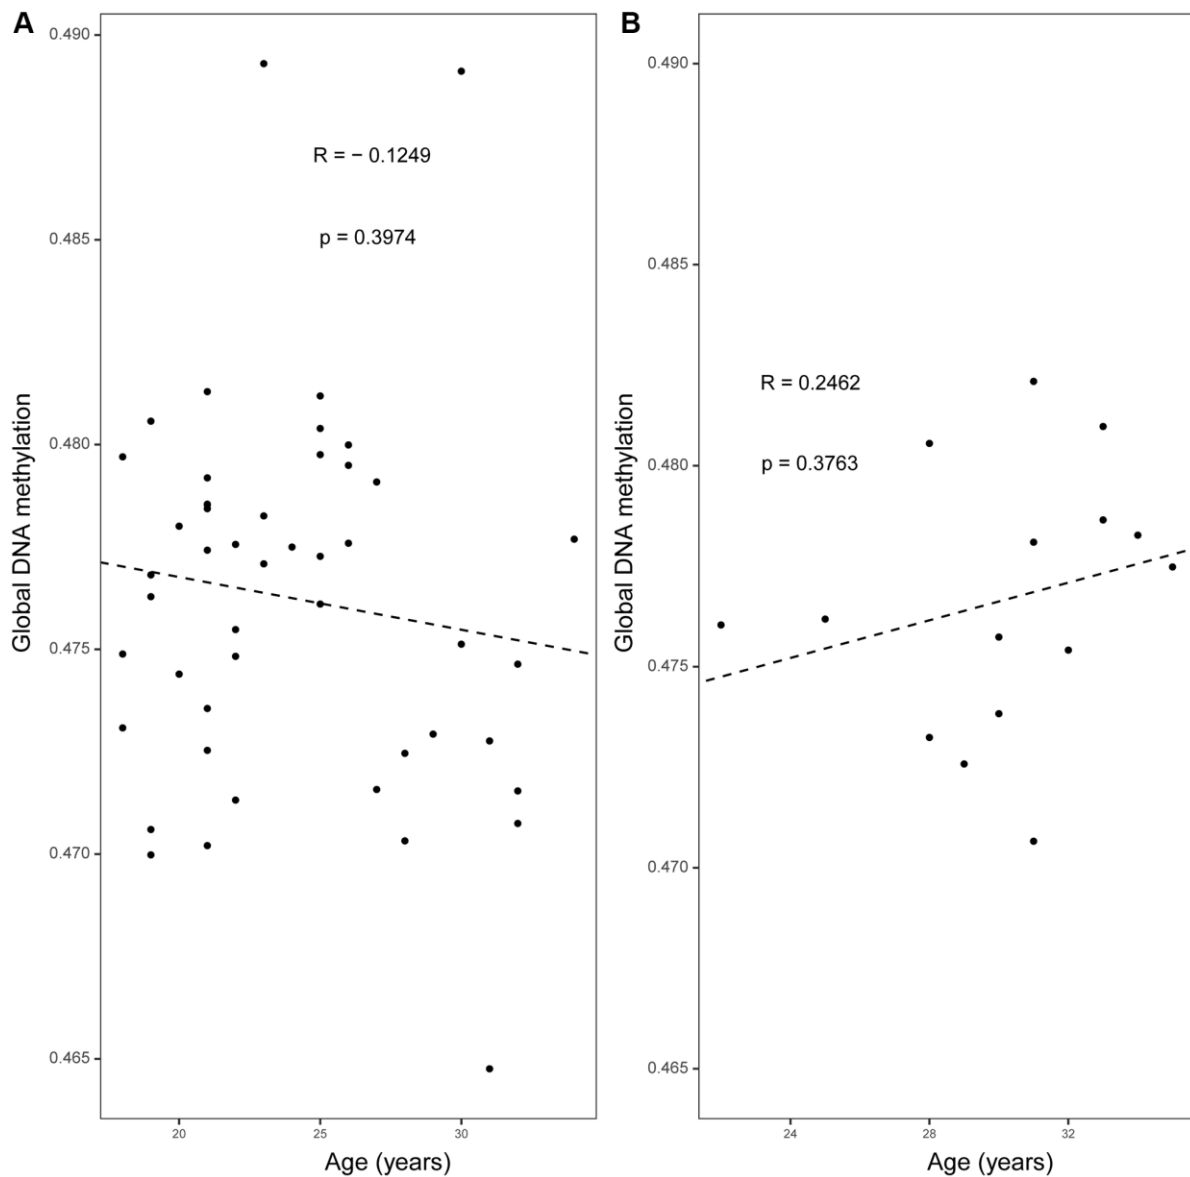 A
0.490
0.485
0.480
0.475
0.470
0.465
Global DNA methylation
R = − 0.1249
p = 0.3974
20
25
30
Age (years)
B
0.490
0.485
0.480
0.475
0.470
0.465
Global DNA methylation
R = 0.2462
p = 0.3763
24
28
32
Age (years)